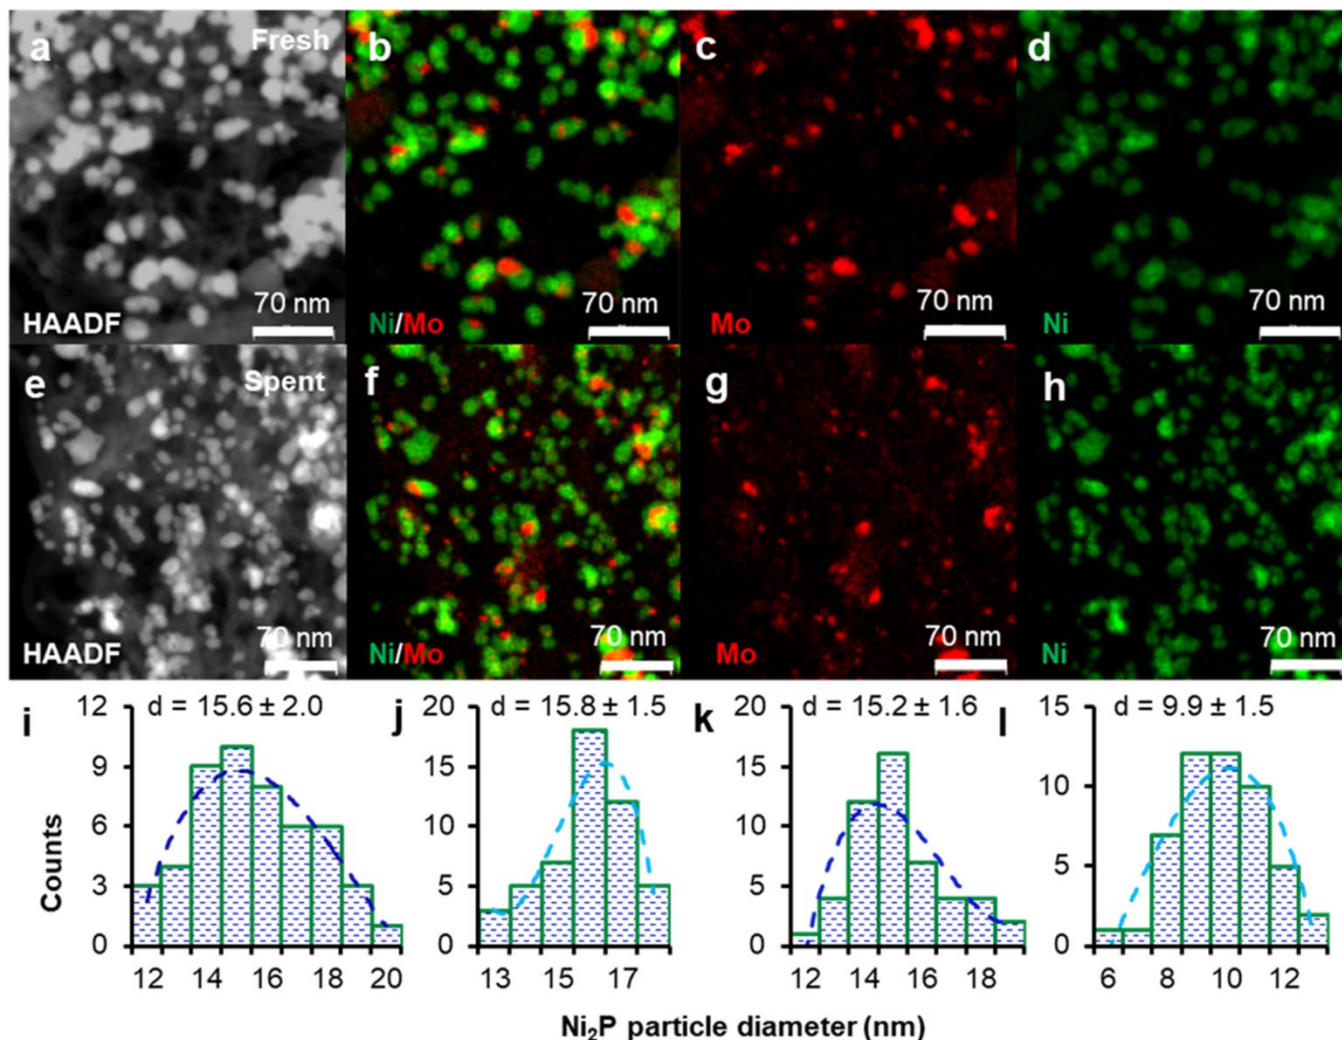 a
Fresh
b
c
d
HAADF
70 nm
Ni/Mo
70 nm
Mo
70 nm
Ni
70 nm
e
Spent
f
g
h
HAADF
70 nm
Ni/Mo
70 nm
Mo
70 nm
Ni
70 nm
i
d = 15.6 ± 2.0
12
9
6
3
0
12 14 16 18 20
j
d = 15.8 ± 1.5
20
15
10
5
0
13 15 17
k
d = 15.2 ± 1.6
20
15
10
5
0
12 14 16 18
l
d = 9.9 ± 1.5
15
10
5
0
6 8 10 12
Counts
Ni₂P particle diameter (nm)